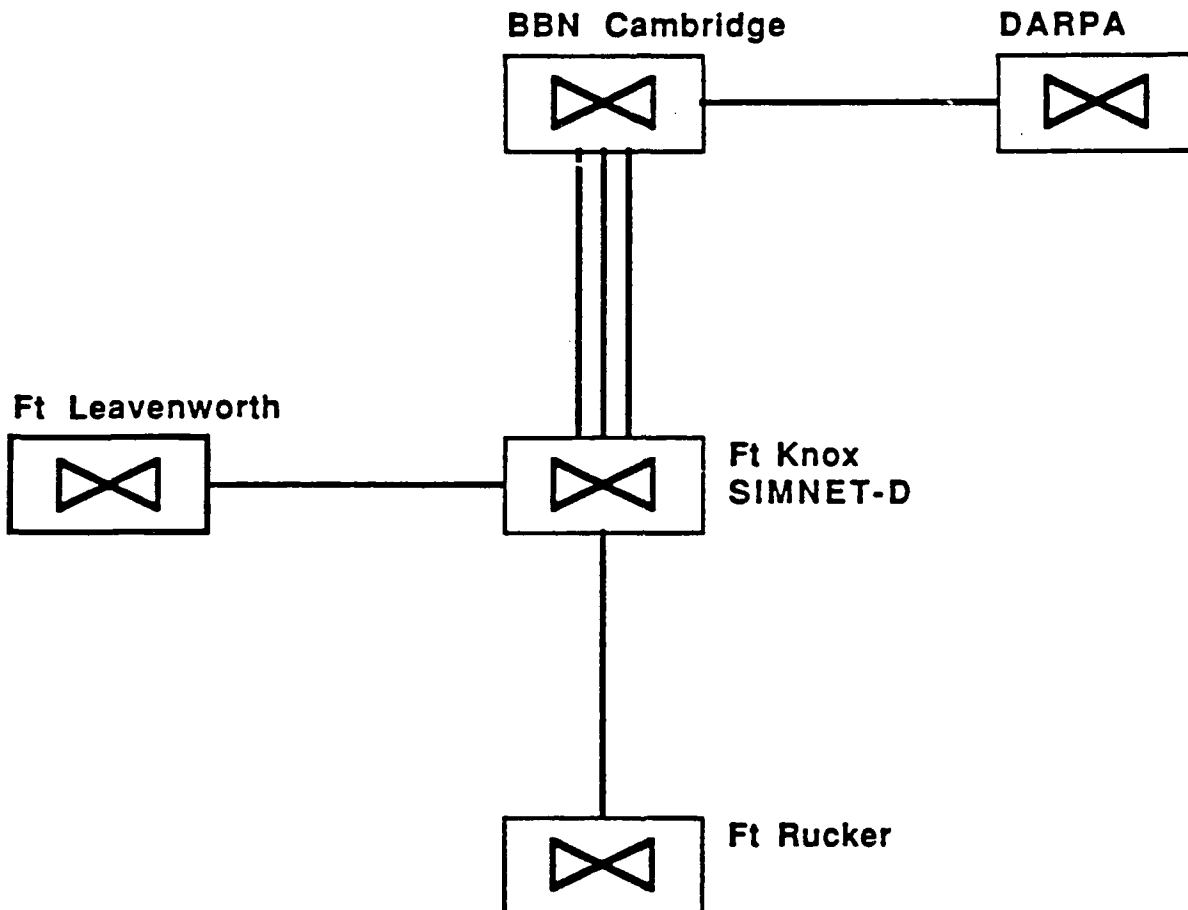 BBN Cambridge
DARPA
Ft Leavenworth
Ft Knox
SIMNET-D
Ft Rucker